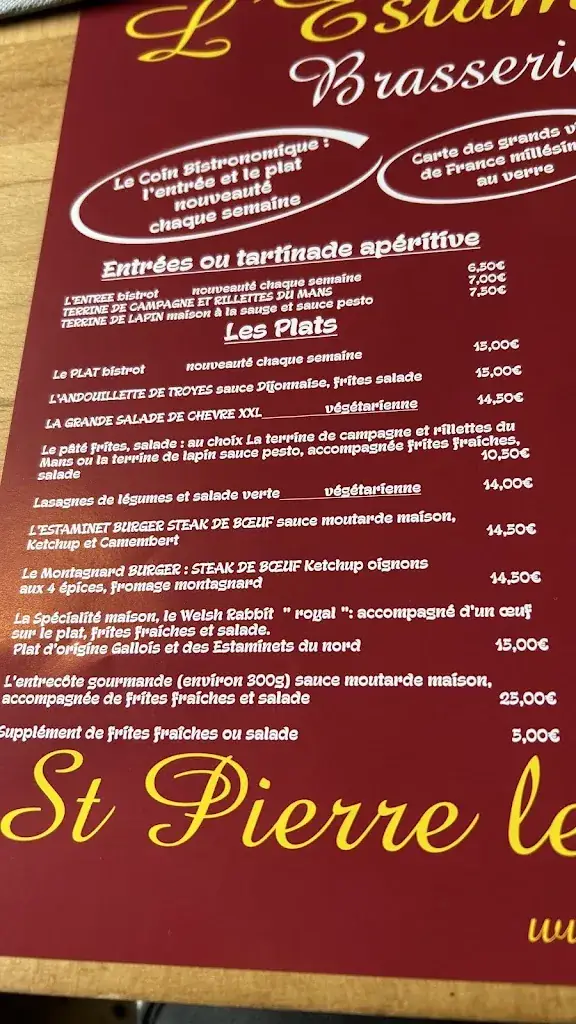 L'Estam
Brasserie
Le Coin Bistronomique :
l'entrée et le plat
nouveauté
chaque semaine
Carte des grands v
de France millésim
au verre
Entrées ou tartinade apéritive
L'ENTREE bistrot nouveauté chaque semaine 6,50€
TERRINE DE CAMPAGNE ET RILLETTES DU MANS 7,00€
TERRINE DE LAPIN maison à la sauge et sauce pesto 7,50€
Les Plats
Le PLAT bistrot nouveauté chaque semaine 15,00€
L'ANDOUILLETTE DE TROYES sauce Dijonnaise, frites salade 15,00€
LA GRANDE SALADE DE CHEVRE XXL végétarienne 14,50€
Le pâté frites, salade : au choix La terrine de campagne et rillettes du
Mans ou la terrine de lapin sauce pesto, accompagnée frites fraîches,
salade 10,50€
Lasagnes de légumes et salade verte végétarienne 14,00€
L'ESTAMINET BURGER STEAK DE BŒUF sauce moutarde maison,
Ketchup et Camembert 14,50€
Le Montagnard BURGER : STEAK DE BŒUF Ketchup oignons
aux 4 épices, fromage montagnard 14,50€
La Spécialité maison, le Welsh Rabbit " royal ": accompagné d'un œuf
sur le plat, frites fraîches et salade.
Plat d'origine Gallois et des Estaminets du nord 15,00€
L'entrecôte gourmande (environ 300g) sauce moutarde maison,
accompagnée de frites fraîches et salade 25,00€
Supplément de frites fraîches ou salade 5,00€
St Pierre le